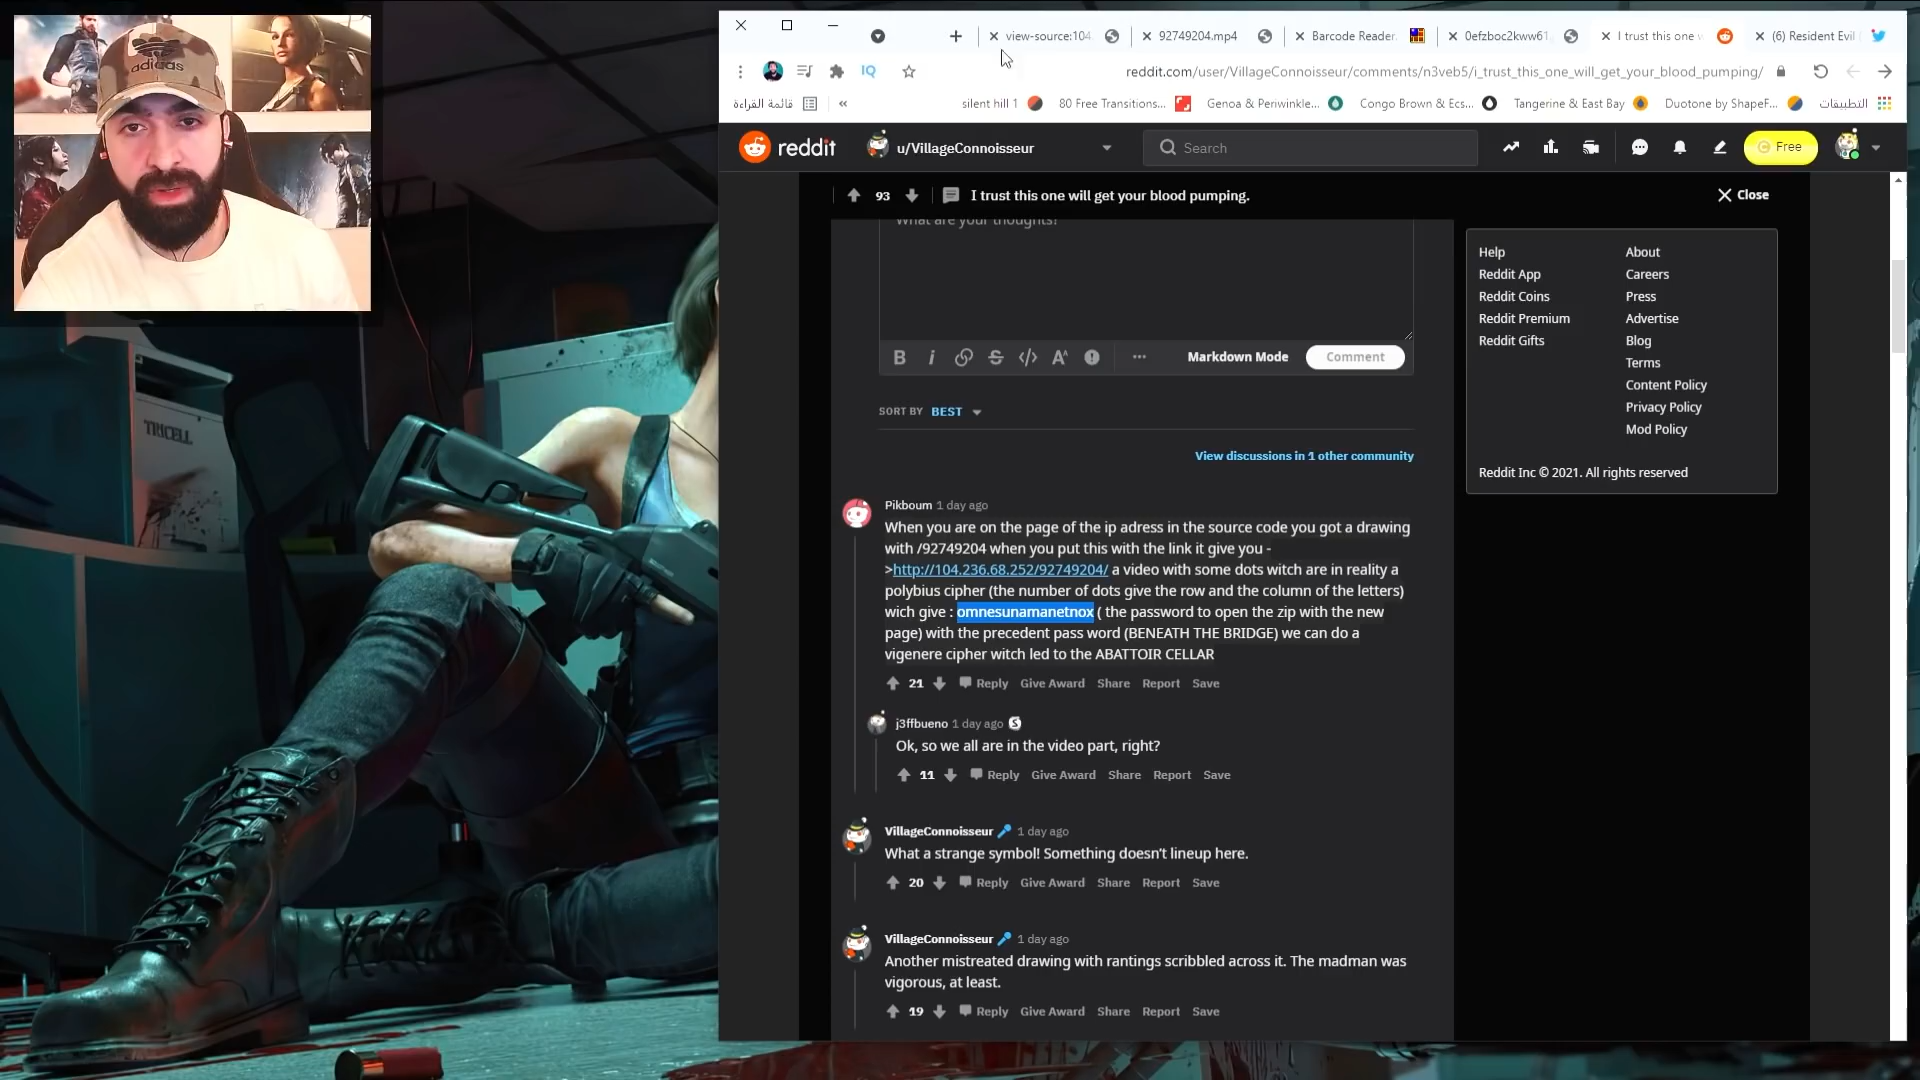 adidas
TRICELL
view-source:104
92749204.mp4
Barcode Reader.
0efzboc2kww61
I trust this one w
(6) Resident Evil
IQ
reddit.com/user/VillageConnoisseur/comments/n3veb5/i_trust_this_one_will_get_your_blood_pumping/
قائمة القراءة
«
silent hill 1
80 Free Transitions...
Genoa & Periwinkle...
Congo Brown & Ecs...
Tangerine & East Bay
Duotone by ShapeF...
التطبيقات
reddit
u/VillageConnoisseur
Search
Free
93
I trust this one will get your blood pumping.
Close
What are your thoughts?
B i S </> A
Markdown Mode
Comment
SORT BY BEST
View discussions in 1 other community
Help
About
Reddit App
Careers
Reddit Coins
Press
Reddit Premium
Advertise
Reddit Gifts
Blog
Terms
Content Policy
Privacy Policy
Mod Policy
Reddit Inc © 2021. All rights reserved
Pikboum 1 day ago
When you are on the page of the ip adress in the source code you got a drawing
with /92749204 when you put this with the link it give you -
>http://104.236.68.252/92749204/ a video with some dots witch are in reality a
polybius cipher (the number of dots give the row and the column of the letters)
wich give : omnesunamanetnox ( the password to open the zip with the new
page) with the precedent pass word (BENEATH THE BRIDGE) we can do a
vigenere cipher witch led to the ABATTOIR CELLAR
21 Reply Give Award Share Report Save
j3ffbueno 1 day ago S
Ok, so we all are in the video part, right?
11 Reply Give Award Share Report Save
VillageConnoisseur 1 day ago
What a strange symbol! Something doesn't lineup here.
20 Reply Give Award Share Report Save
VillageConnoisseur 1 day ago
Another mistreated drawing with rantings scribbled across it. The madman was
vigorous, at least.
19 Reply Give Award Share Report Save